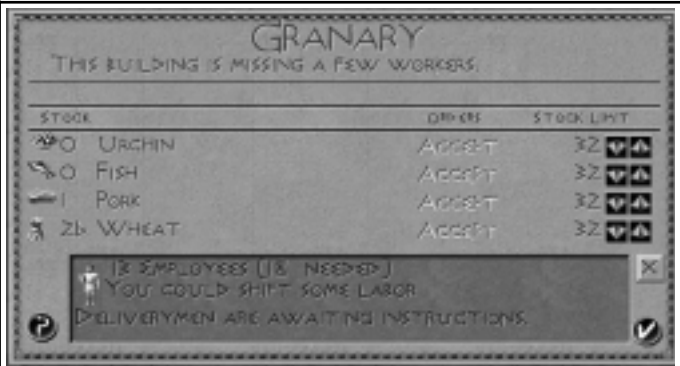 GRANARY
THIS BUILDING IS MISSING A FEW WORKERS.
STOCK ORDERS STOCK LIMIT
0 URCHIN ACCEPT 32
0 FISH ACCEPT 32
1 PORK ACCEPT 32
26 WHEAT ACCEPT 32
13 EMPLOYEES (18 NEEDED)
YOU COULD SHIFT SOME LABOR
DELIVERYMEN ARE AWAITING INSTRUCTIONS.